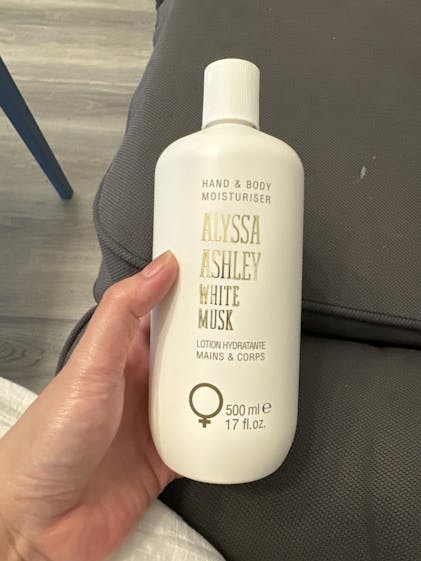 HAND & BODY
MOISTURISER
ALYSSA
ASHLEY
WHITE
MUSK
LOTION HYDRATANTE
MAINS & CORPS
500 ml e
17 fl.oz.